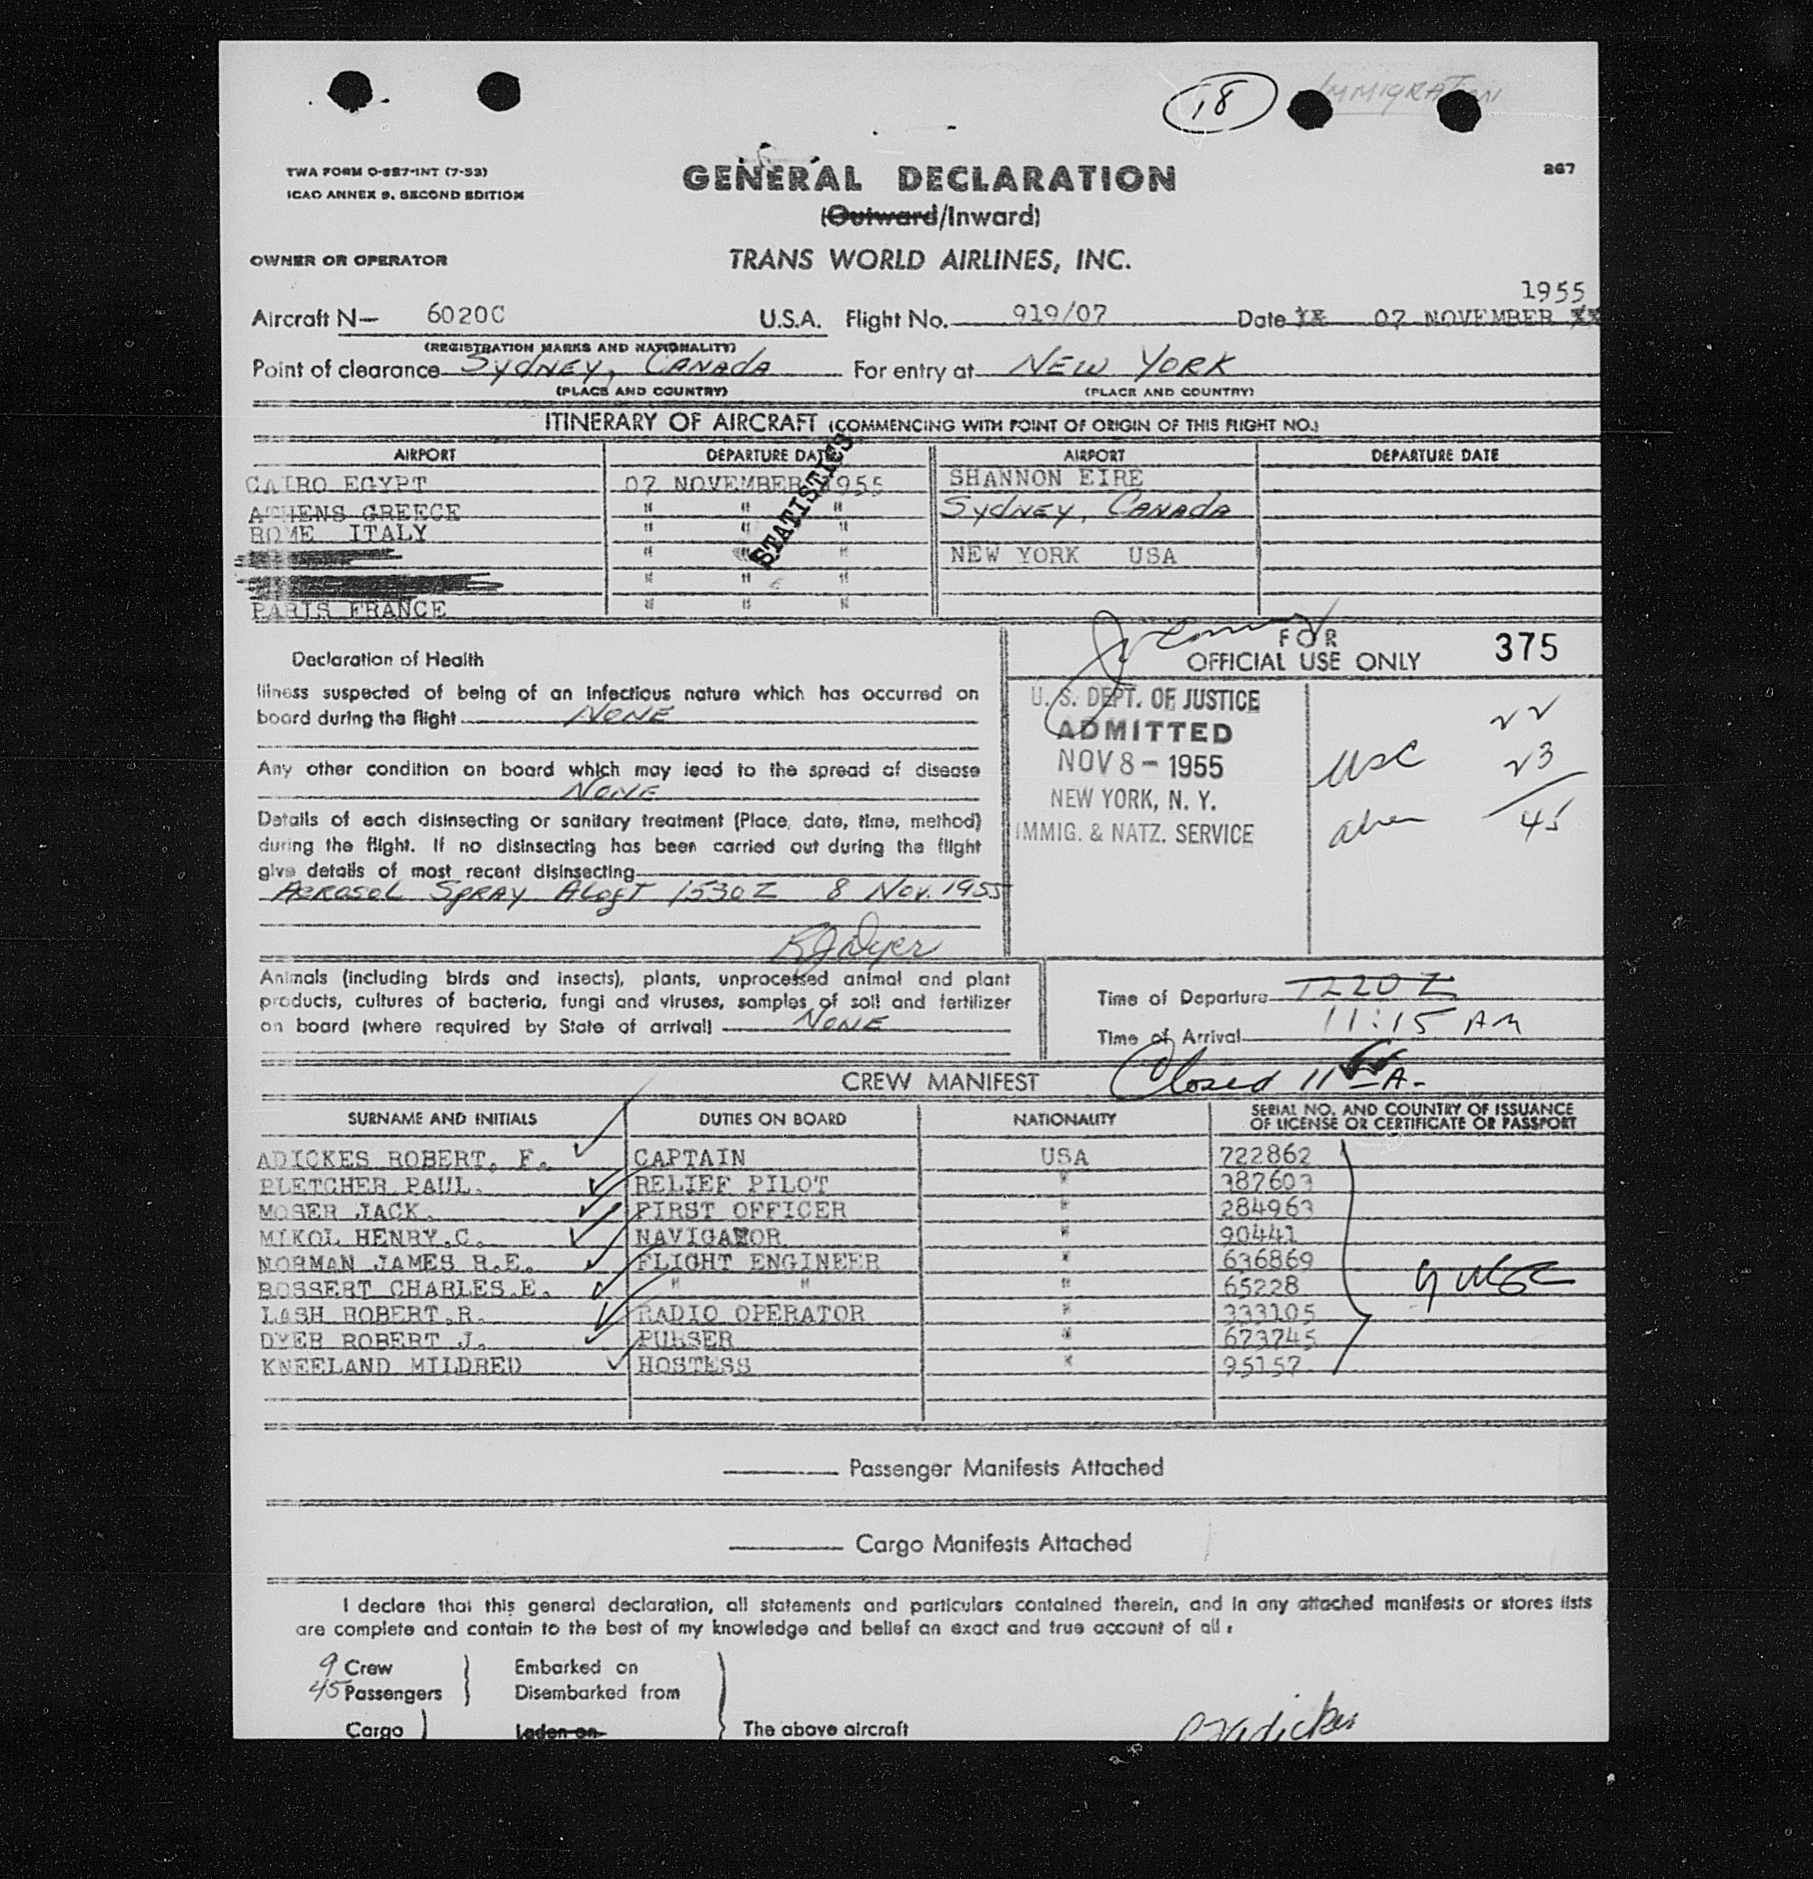 18
IMMIGRATION
TWA FORM O-927-INT (7-53)
ICAO ANNEX 9, SECOND EDITION
GENERAL DECLARATION
267
(Outward/Inward)
OWNER OR OPERATOR
TRANS WORLD AIRLINES, INC.
1955
Aircraft N— 6020C U.S.A. Flight No. 919/07 Date 07 NOVEMBER
(REGISTRATION MARKS AND NATIONALITY)
Point of clearance Sydney, Canada For entry at New York
(PLACE AND COUNTRY) (PLACE AND COUNTRY)
ITINERARY OF AIRCRAFT (COMMENCING WITH POINT OF ORIGIN OF THIS FLIGHT NO.)
AIRPORT DEPARTURE DATE AIRPORT DEPARTURE DATE
CAIRO EGYPT 07 NOVEMBER 1955 SHANNON EIRE
ATHENS GREECE " " " Sydney, Canada
ROME ITALY " " "
" " " NEW YORK USA
" " "
PARIS FRANCE " " "
STATISTICS
FOR
OFFICIAL USE ONLY 375
Declaration of Health
Illness suspected of being of an infectious nature which has occurred on
board during the flight NONE
Any other condition on board which may lead to the spread of disease
NONE
Details of each disinsecting or sanitary treatment (Place, date, time, method)
during the flight. If no disinsecting has been carried out during the flight
give details of most recent disinsecting
Aerosol Spray Aloft 1530Z 8 Nov. 1955
RJ Dyer
U. S. DEPT. OF JUSTICE
ADMITTED
NOV 8 - 1955
NEW YORK, N. Y.
IMMIG. & NATZ. SERVICE
22
USC 23
alien 45
Animals (including birds and insects), plants, unprocessed animal and plant
products, cultures of bacteria, fungi and viruses, samples of soil and fertilizer
on board (where required by State of arrival) NONE
Time of Departure 1220Z
Time of Arrival 11:15 AM
CREW MANIFEST
Closed 11 A-
SURNAME AND INITIALS DUTIES ON BOARD NATIONALITY SERIAL NO. AND COUNTRY OF ISSUANCE
OF LICENSE OR CERTIFICATE OR PASSPORT
ADICKES ROBERT. F. CAPTAIN USA 722862
PLETCHER PAUL. RELIEF PILOT " 387603
MOSER JACK. FIRST OFFICER " 284963
MIKOL HENRY.C. NAVIGATOR " 90441
NORMAN JAMES R.E. FLIGHT ENGINEER " 636869
BOSSERT CHARLES.E. " " " 65228
LASH ROBERT.R. RADIO OPERATOR " 333105
DYER ROBERT J. PURSER " 673745
KNEELAND MILDRED HOSTESS " 95157
9 USC
Passenger Manifests Attached
Cargo Manifests Attached
I declare that this general declaration, all statements and particulars contained therein, and in any attached manifests or stores lists
are complete and contain to the best of my knowledge and belief an exact and true account of all:
9 Crew Embarked on
45 Passengers Disembarked from
Cargo Laden on The above aircraft
RFAdickes